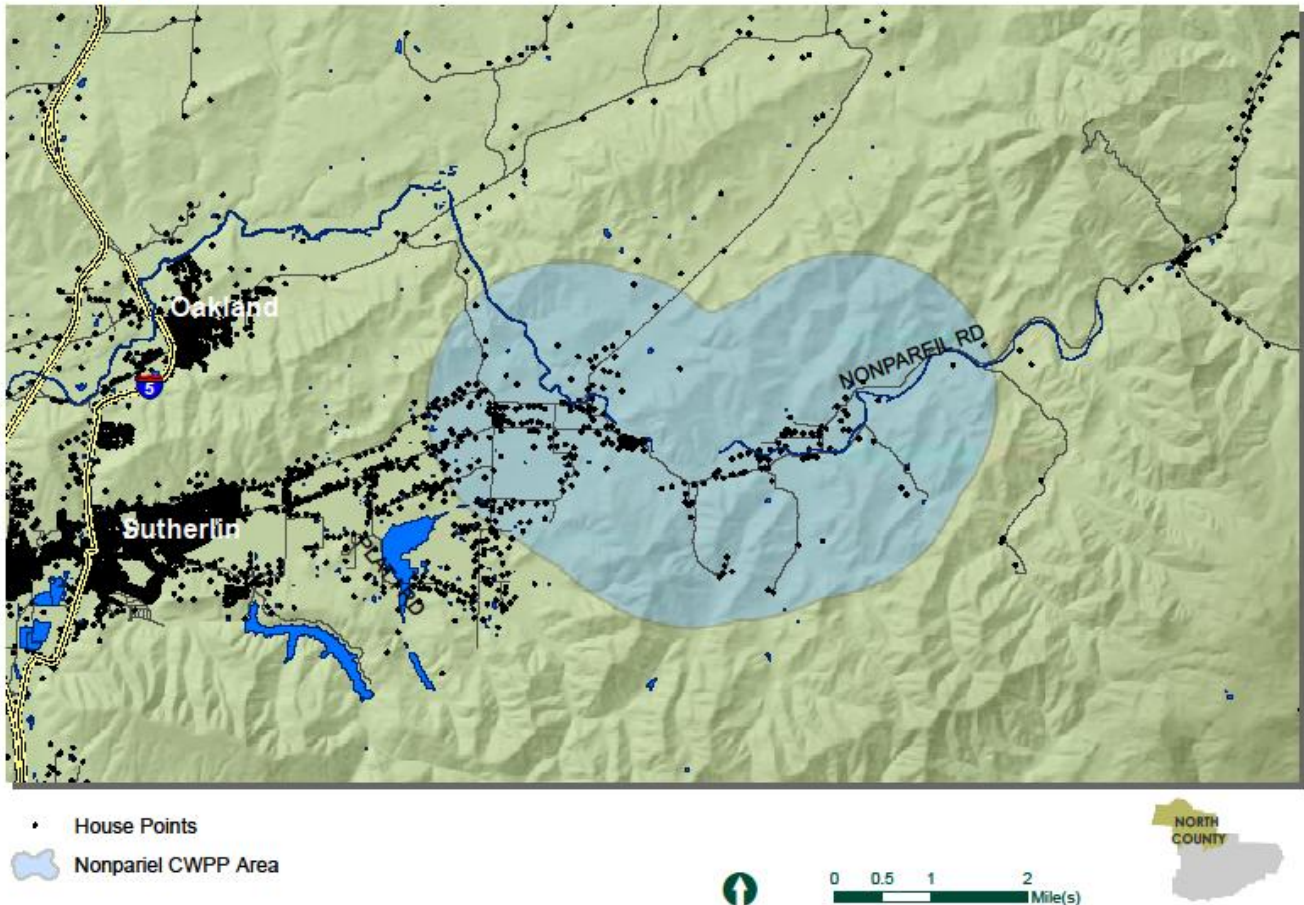 Oakland
5
NONPAREIL RD
Sutherlin
House Points
Nonpariel CWPP Area
NORTH
COUNTY
0 0.5 1 2
Mile(s)